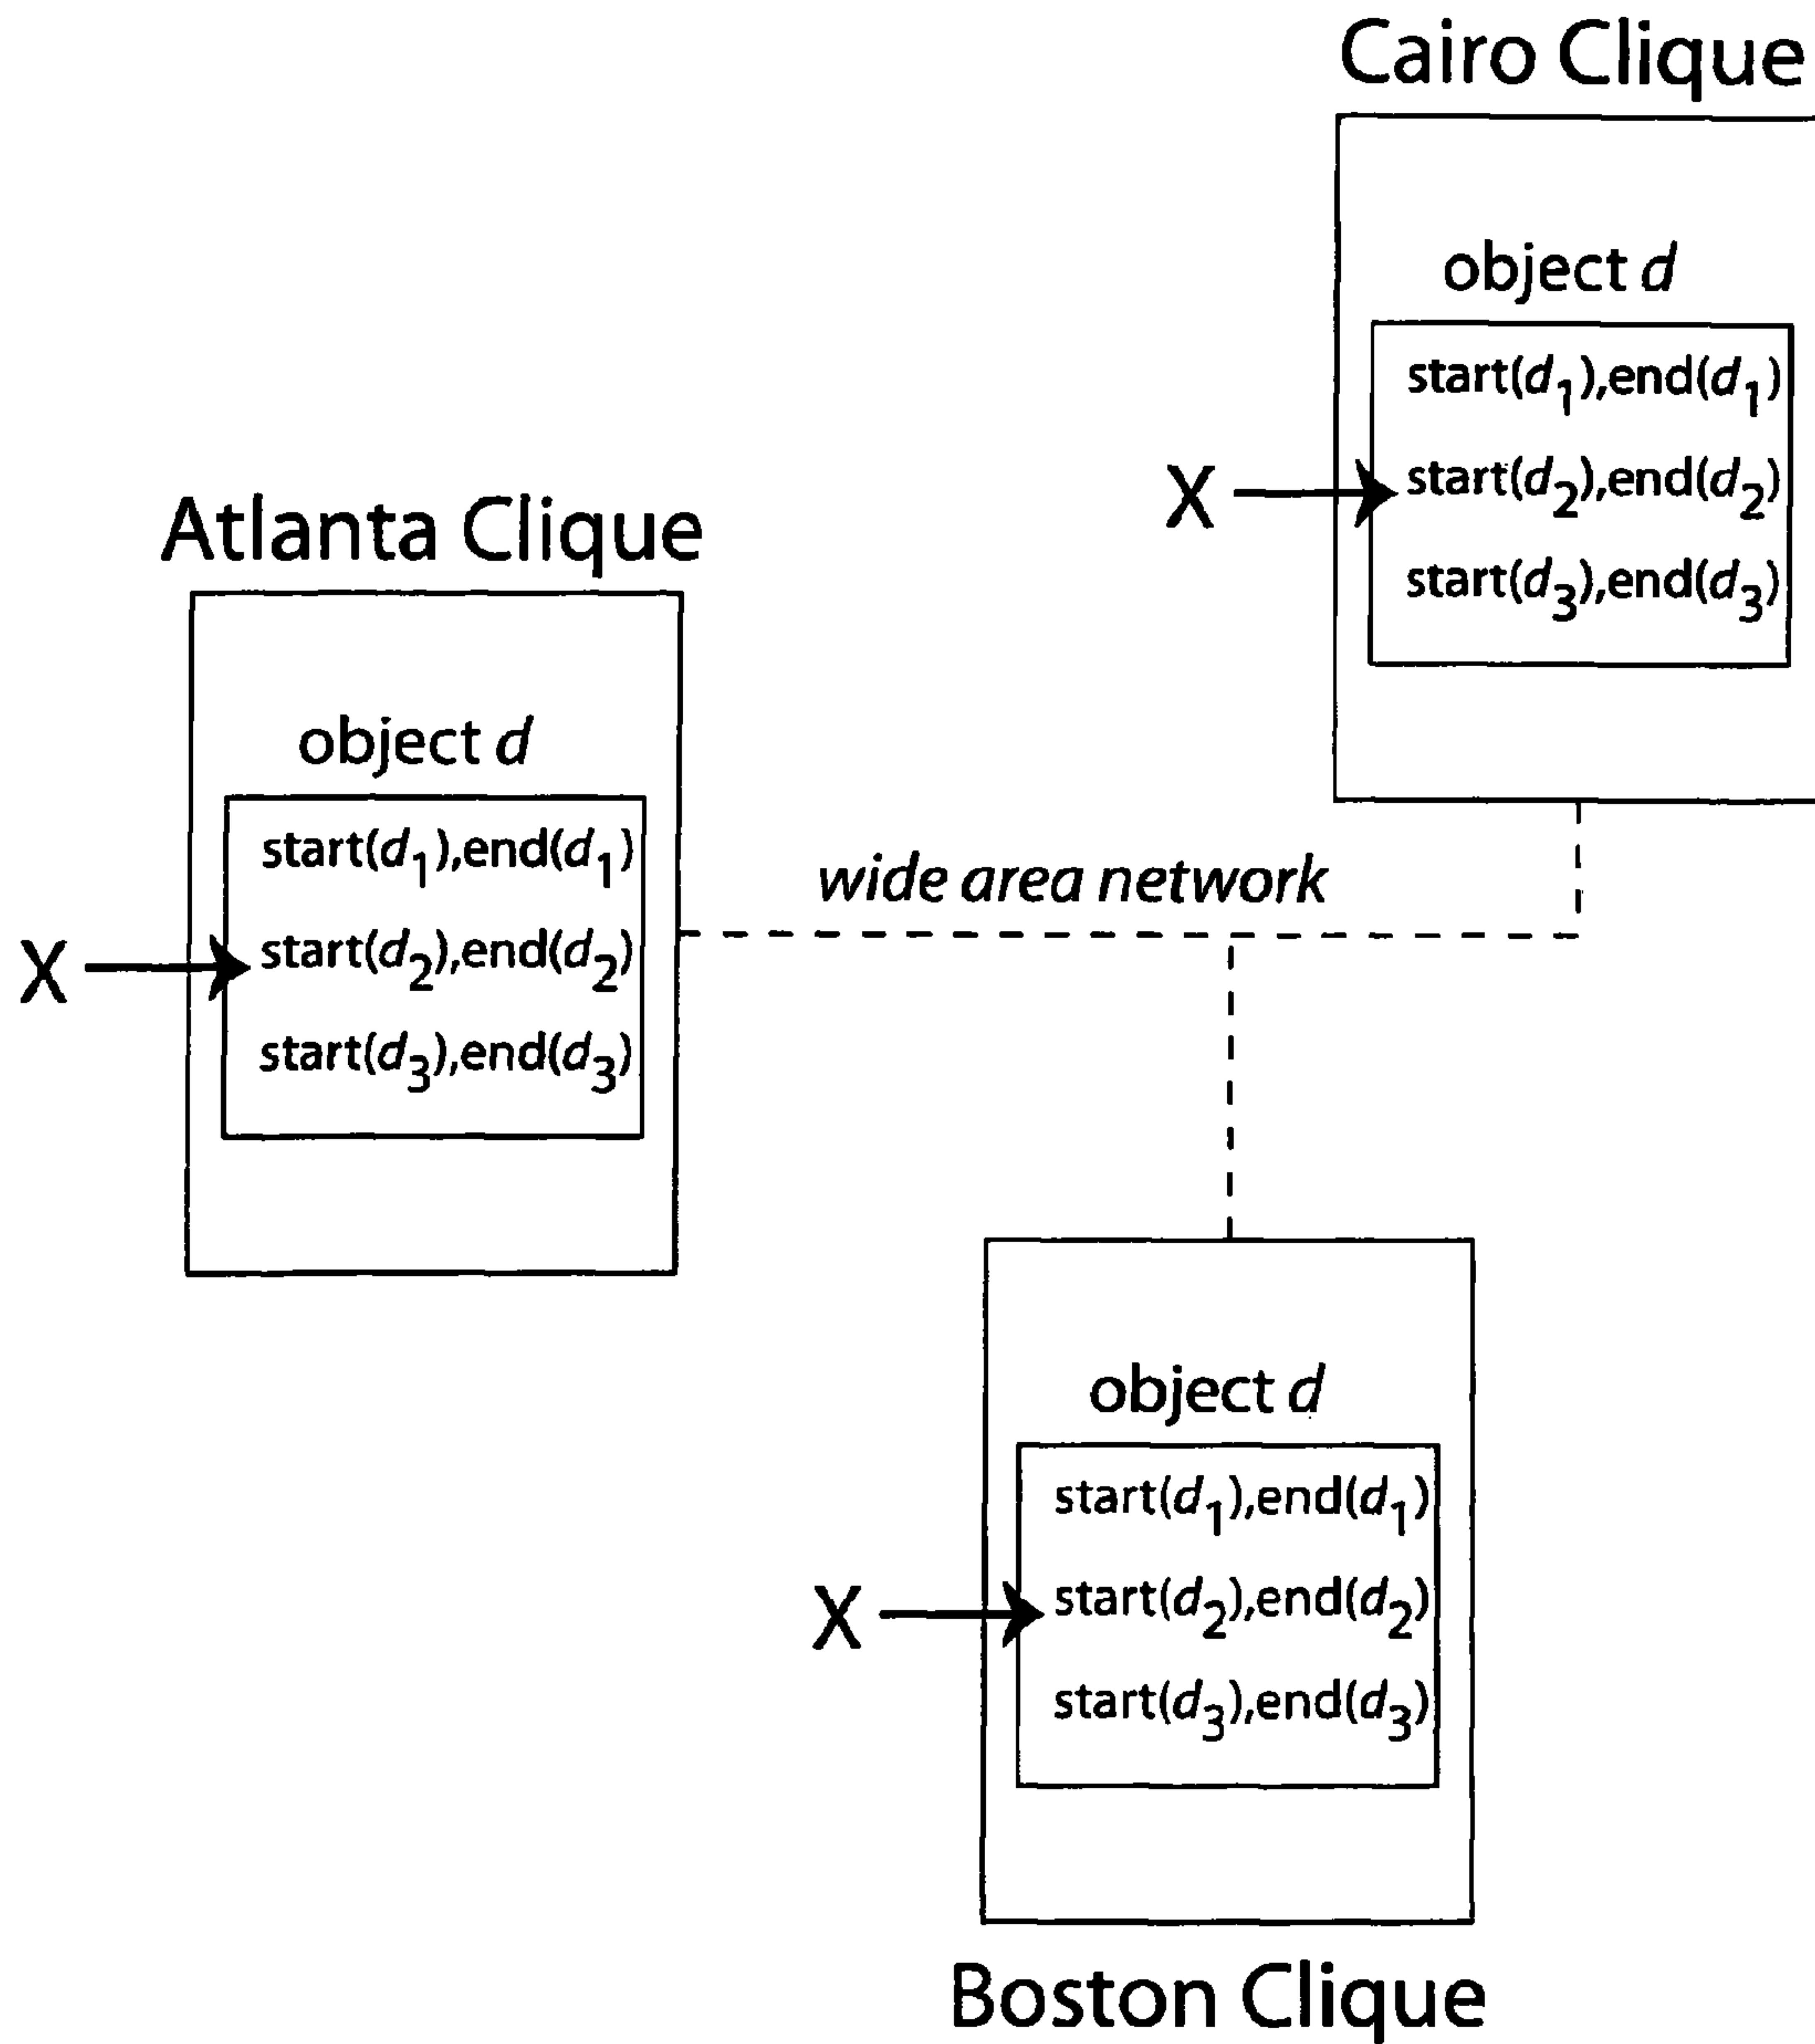 Cairo Clique
object d
start(d1),end(d1)
X
start(d2),end(d2)
start(d3),end(d3)
Atlanta Clique
object d
start(d1),end(d1)
X
start(d2),end(d2)
start(d3),end(d3)
wide area network
object d
start(d1),end(d1)
X
start(d2),end(d2)
start(d3),end(d3)
Boston Clique